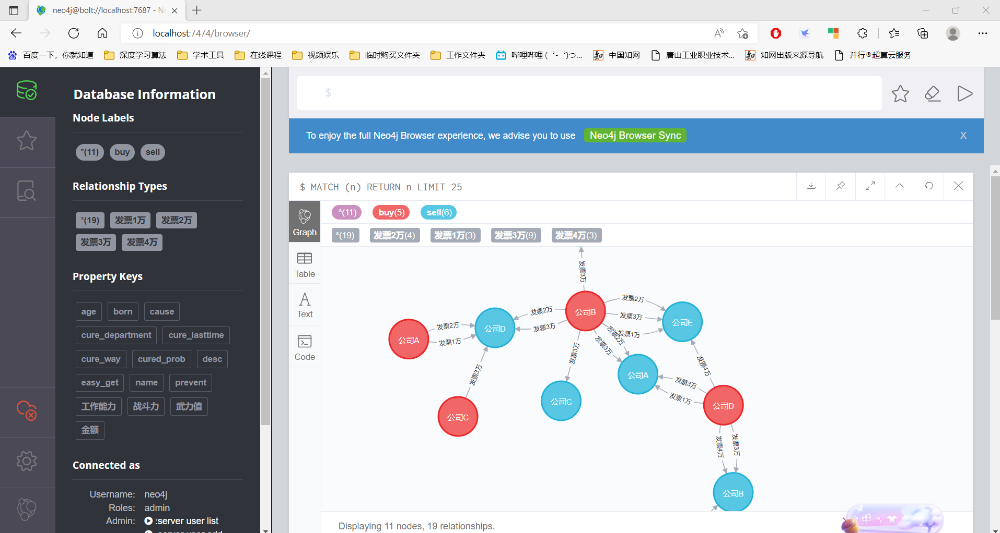 neo4j@bolt://localhost:7687 - Ne
localhost:7474/browser/
百度一下，你就知道 深度学习算法 学术工具 在线课程 视频娱乐 临时购买文件夹 工作文件夹 哔哩哔哩 ( ゜- ゜)つ... 中国知网 唐山工业职业技术... 知网出版来源导航 并行®超算云服务
Database Information
Node Labels
*(11) buy sell
Relationship Types
*(19) 发票1万 发票2万
发票3万 发票4万
Property Keys
age born cause
cure_department cure_lasttime
cure_way cured_prob desc
easy_get name prevent
工作能力 战斗力 武力值
金额
Connected as
Username: neo4j
Roles: admin
Admin: :server user list
:server user add
$
To enjoy the full Neo4j Browser experience, we advise you to use Neo4j Browser Sync X
$ MATCH (n) RETURN n LIMIT 25
Graph
Table
Text
Code
*(11) buy(5) sell(6)
*(19) 发票2万(4) 发票1万(3) 发票3万(9) 发票4万(3)
发票3万
公司B
发票2万
发票3万
发票1万
公司E
发票2万
发票3万
公司A
发票2万
发票1万
公司D
发票3万
公司C
发票3万
公司C
发票2万
发票3万
公司A
发票4万
发票3万
发票1万
公司D
发票4万
发票3万
公司B
Displaying 11 nodes, 19 relationships.
中